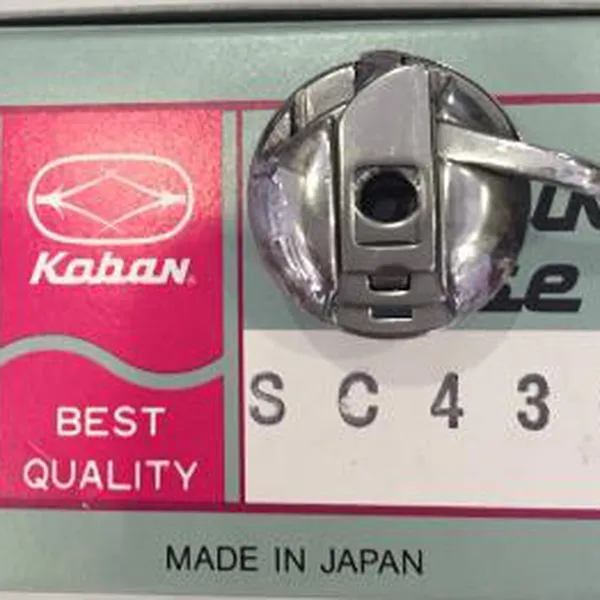 Koban
BEST
QUALITY
SC43
MADE IN JAPAN